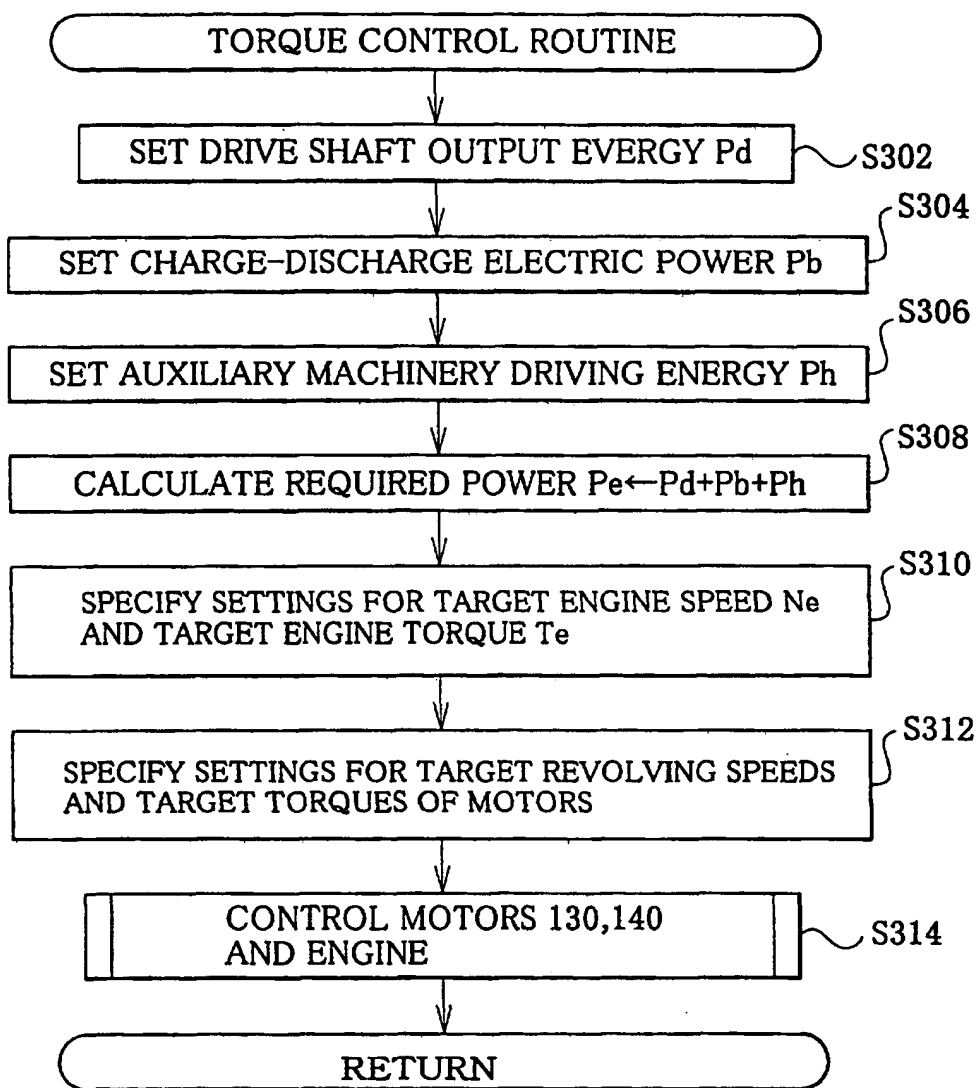 TORQUE CONTROL ROUTINE
SET DRIVE SHAFT OUTPUT EVERGY Pd
S302
S304
SET CHARGE-DISCHARGE ELECTRIC POWER Pb
S306
SET AUXILIARY MACHINERY DRIVING ENERGY Ph
S308
CALCULATE REQUIRED POWER Pe←Pd+Pb+Ph
S310
SPECIFY SETTINGS FOR TARGET ENGINE SPEED Ne
AND TARGET ENGINE TORQUE Te
S312
SPECIFY SETTINGS FOR TARGET REVOLVING SPEEDS
AND TARGET TORQUES OF MOTORS
CONTROL MOTORS 130,140
AND ENGINE
S314
RETURN